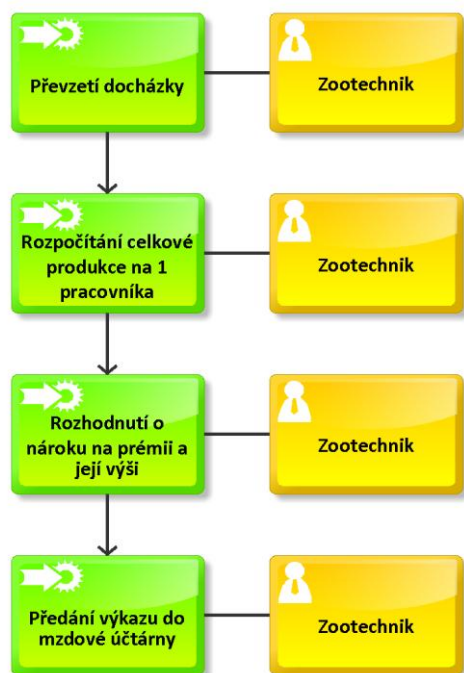 Převzetí docházky
Zootechnik
Rozpočítání celkové
produkce na 1
pracovníka
Zootechnik
Rozhodnutí o
nároku na prémii a
její výši
Zootechnik
Předání výkazu do
mzdové účtárny
Zootechnik